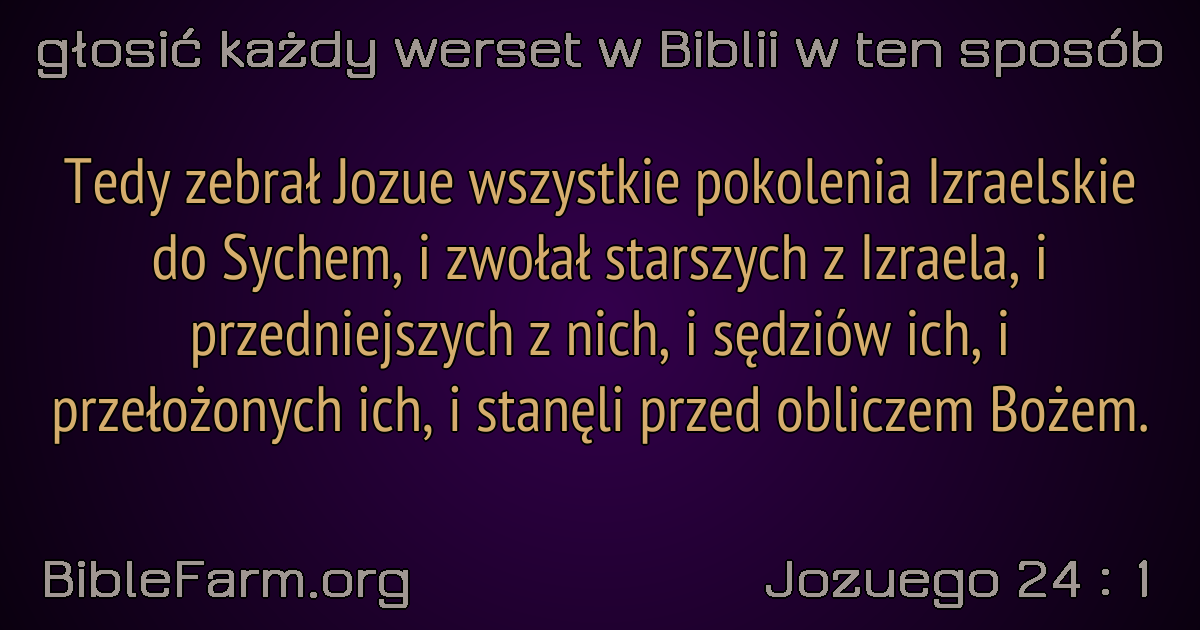 głosić każdy werset w Biblii w ten sposób
Tedy zebrał Jozue wszystkie pokolenia Izraelskie
do Sychem, i zwołał starszych z Izraela, i
przedniejszych z nich, i sędziów ich, i
przełożonych ich, i stanęli przed obliczem Bożem.
BibleFarm.org
Jozuego 24 : 1